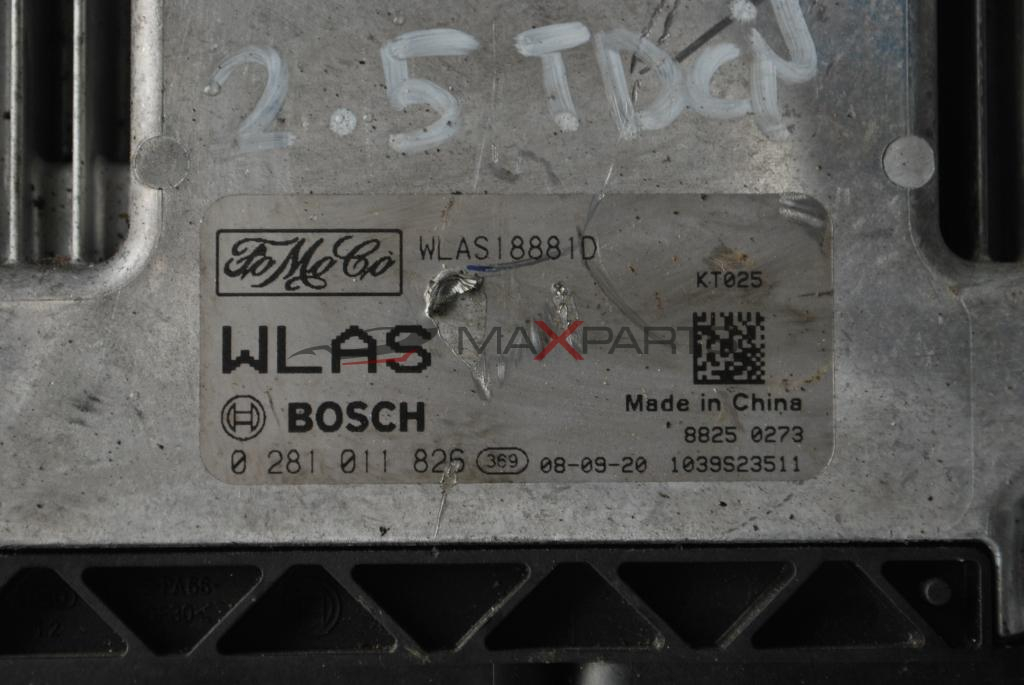 2.5 TDCi
FoMoCo WLAS18881D
KT025
WLAS
MAXPART
BOSCH
Made in China
8825 0273
0 281 011 826 369 08-09-20 1039S23511